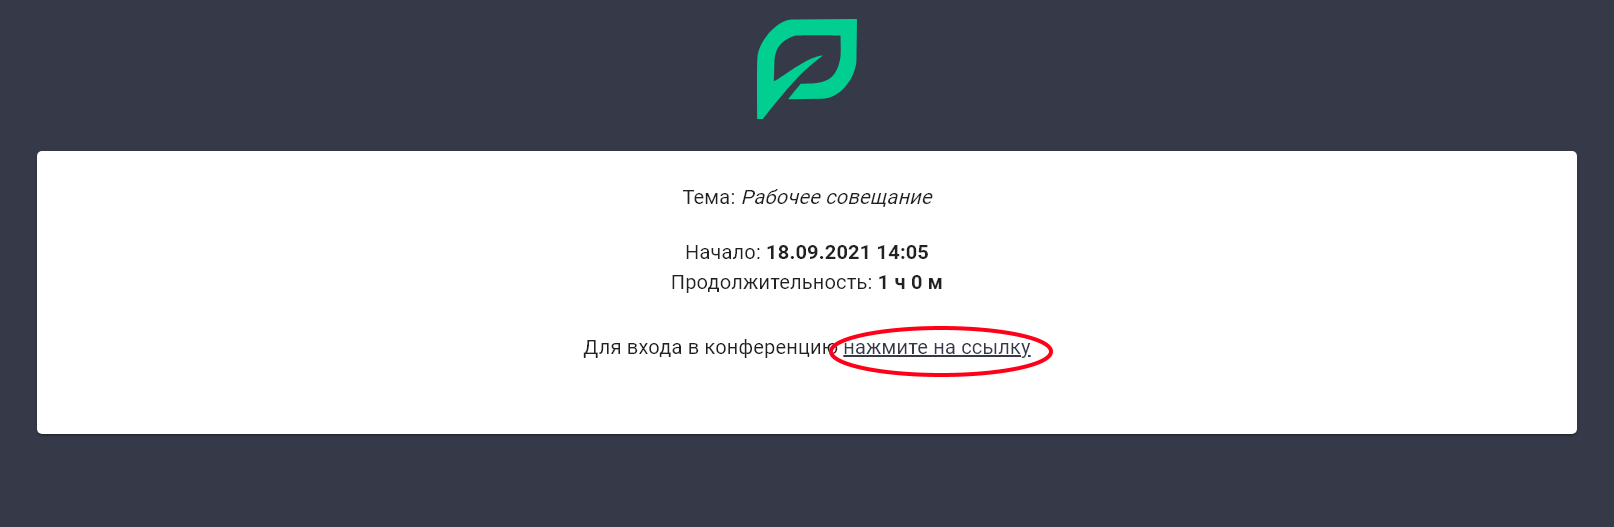 Тема: Рабочее совещание
Начало: 18.09.2021 14:05
Продолжительность: 1 ч 0 м
Для входа в конференцию нажмите на ссылку